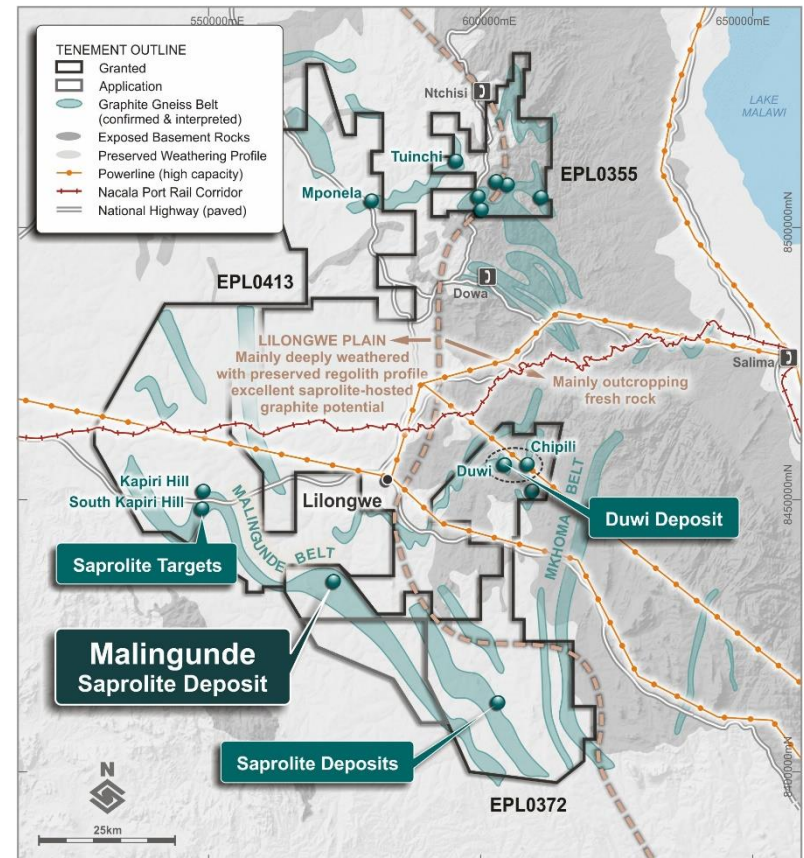 550000mE
600000mE
650000mE
TENEMENT OUTLINE
Granted
Application
Graphite Gneiss Belt
(confirmed & interpreted)
Exposed Basement Rocks
Preserved Weathering Profile
Powerline (high capacity)
Nacala Port Rail Corridor
National Highway (paved)
Ntchisi
LAKE
MALAWI
Tuinchi
EPL0355
Mponela
8500000mN
EPL0413
Dowa
LILONGWE PLAIN
Mainly deeply weathered
with preserved regolith profile
excellent saprolite-hosted
graphite potential
Salima
Mainly outcropping
fresh rock
Chipili
Duwi
Kapiri Hill
South Kapiri Hill
Lilongwe
8450000mN
Duwi Deposit
MALINGUNDE BELT
MKHOMA BELT
Saprolite Targets
Malingunde
Saprolite Deposit
Saprolite Deposits
8400000mN
N
EPL0372
25km